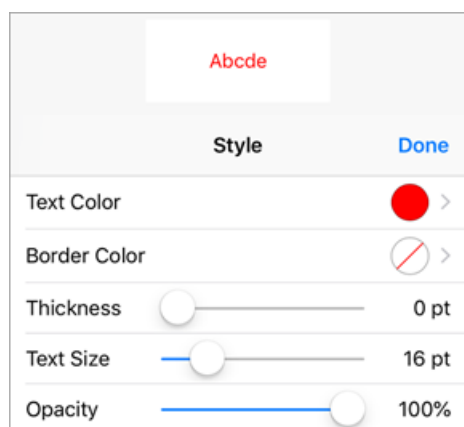 Abcde
Style Done
Text Color
Border Color
Thickness 0 pt
Text Size 16 pt
Opacity 100%